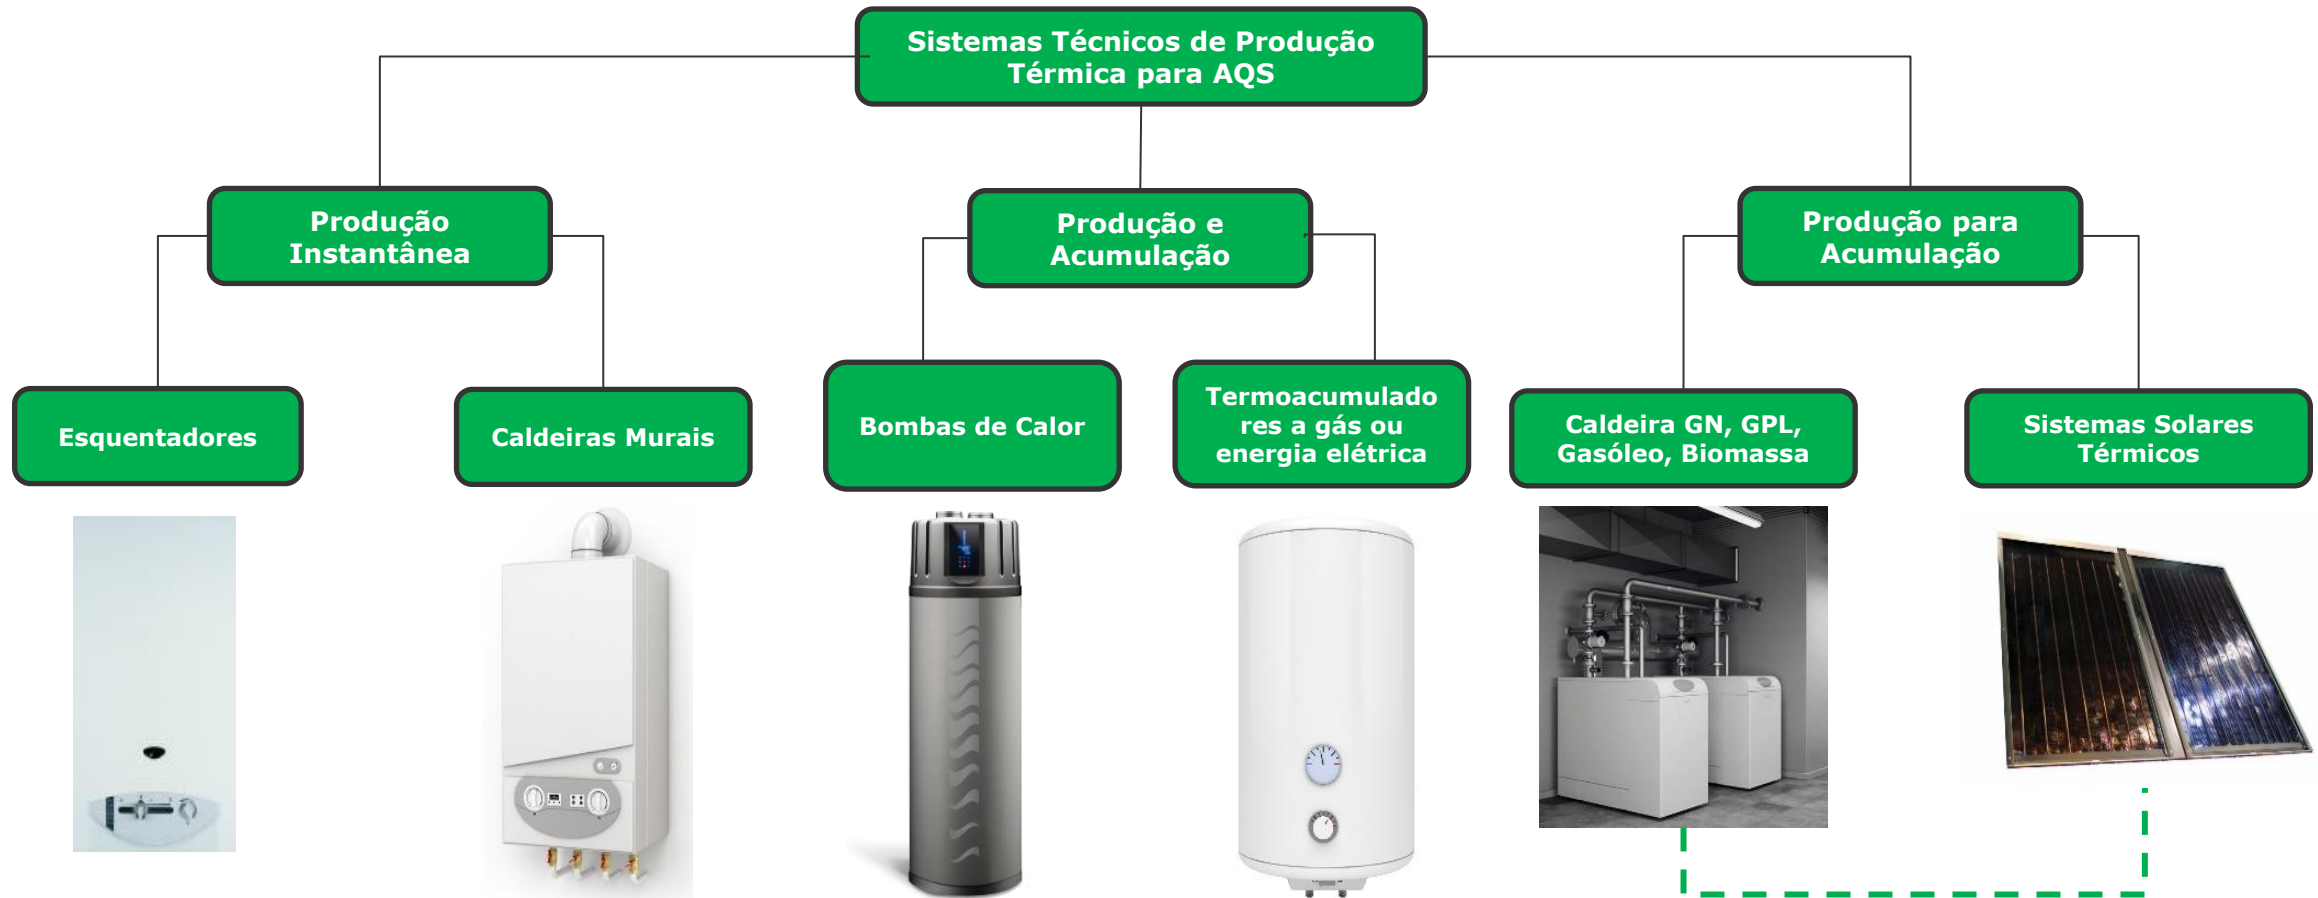 Sistemas Técnicos de Produção
Térmica para AQS
Produção
Instantânea
Produção e
Acumulação
Produção para
Acumulação
Esquentadores
Caldeiras Murais
Bombas de Calor
Termoacumulado
res a gás ou
energia elétrica
Caldeira GN, GPL,
Gasóleo, Biomassa
Sistemas Solares
Térmicos